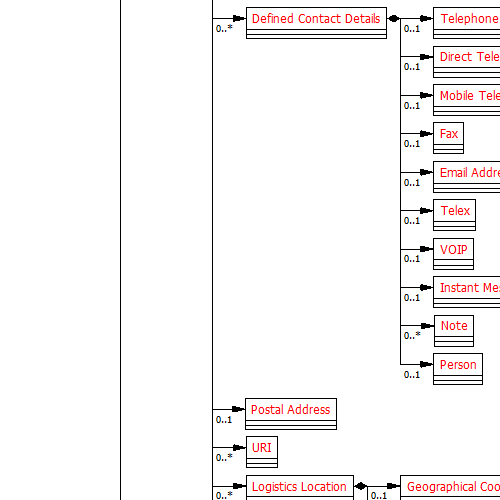 Defined Contact Details
Telephone
0..*
0..1
Direct Tele
0..1
Mobile Tele
0..1
Fax
0..1
Email Addre
0..1
Telex
0..1
VOIP
0..1
Instant Mes
0..1
Note
0..*
Person
0..1
Postal Address
0..1
URI
0..*
Logistics Location
Geographical Coo
0..*
0..1